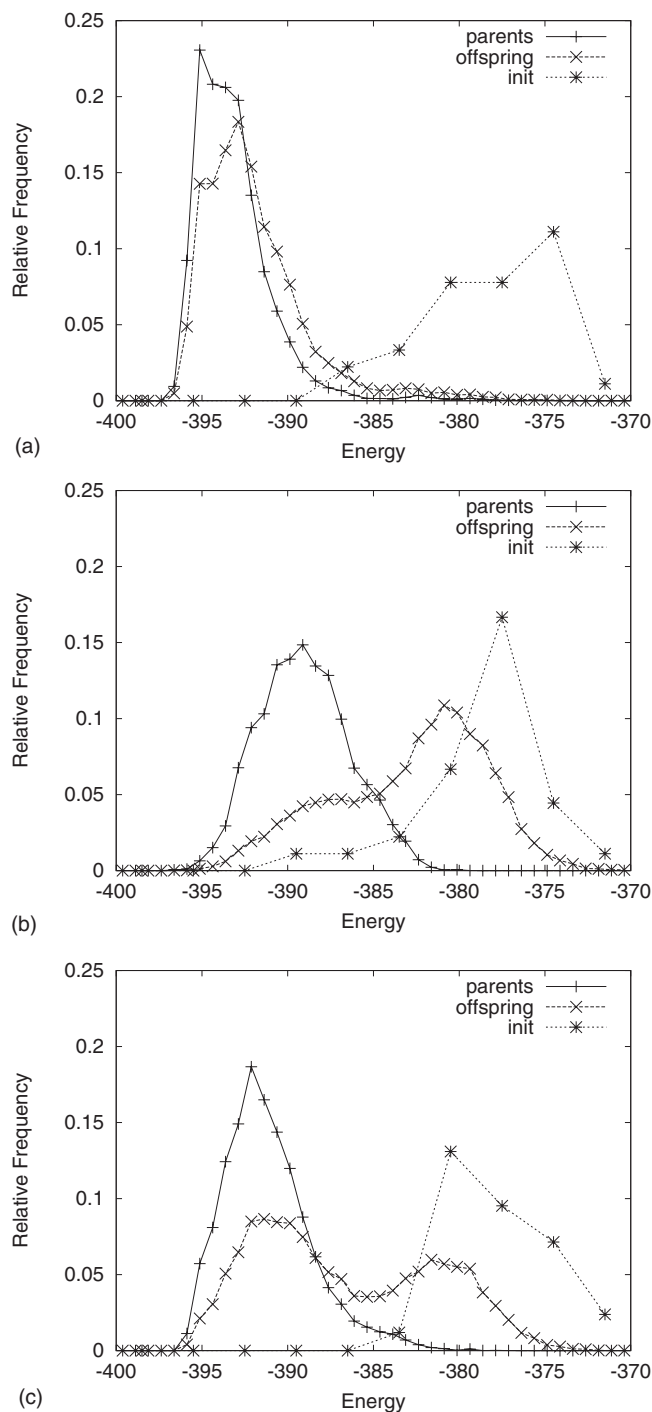 0.25
0.2
0.15
0.1
0.05
0
Relative Frequency
parents
offspring
init
-400
-395
-390
-385
-380
-375
-370
(a)
Energy
0.25
0.2
0.15
0.1
0.05
0
Relative Frequency
parents
offspring
init
-400
-395
-390
-385
-380
-375
-370
(b)
Energy
0.25
0.2
0.15
0.1
0.05
0
Relative Frequency
parents
offspring
init
-400
-395
-390
-385
-380
-375
-370
(c)
Energy